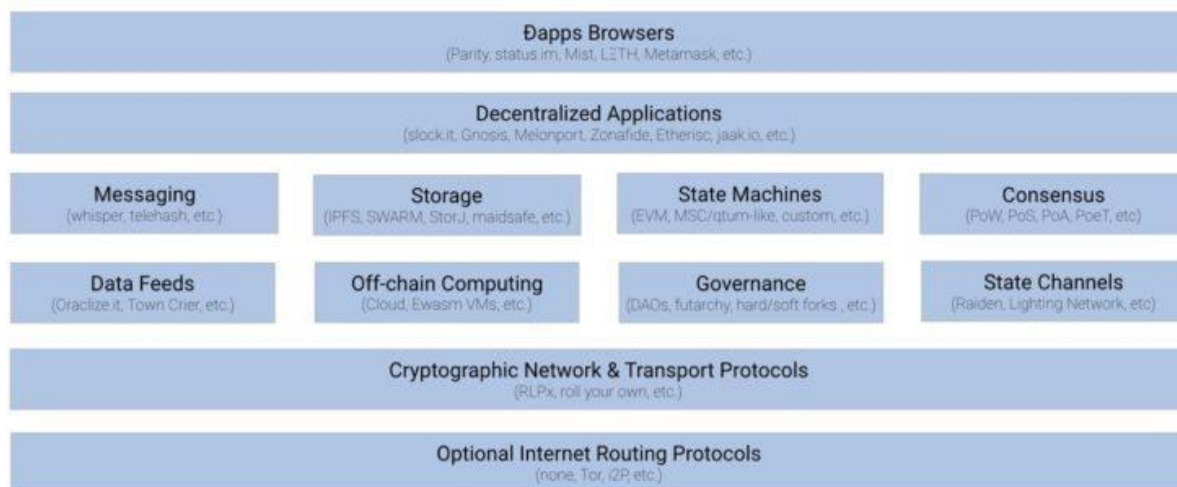 Đapps Browsers
(Parity, status.im, Mist, LΞTH, Metamask, etc.)
Decentralized Applications
(slock.it, Gnosis, Melonport, Zonafide, Etherisc, jaak.io, etc.)
Messaging
(whisper, telehash, etc.)
Storage
(IPFS, SWARM, StorJ, maidsafe, etc.)
State Machines
(EVM, MSC/qtum-like, custom, etc.)
Consensus
(PoW, PoS, PoA, PoeT, etc)
Data Feeds
(Oraclize.it, Town Crier, etc.)
Off-chain Computing
(Cloud, Ewasm VMs, etc.)
Governance
(DAOs, futarchy, hard/soft forks , etc.)
State Channels
(Raiden, Lighting Network, etc)
Cryptographic Network & Transport Protocols
(RLPx, roll your own, etc.)
Optional Internet Routing Protocols
(none, Tor, i2P, etc.)